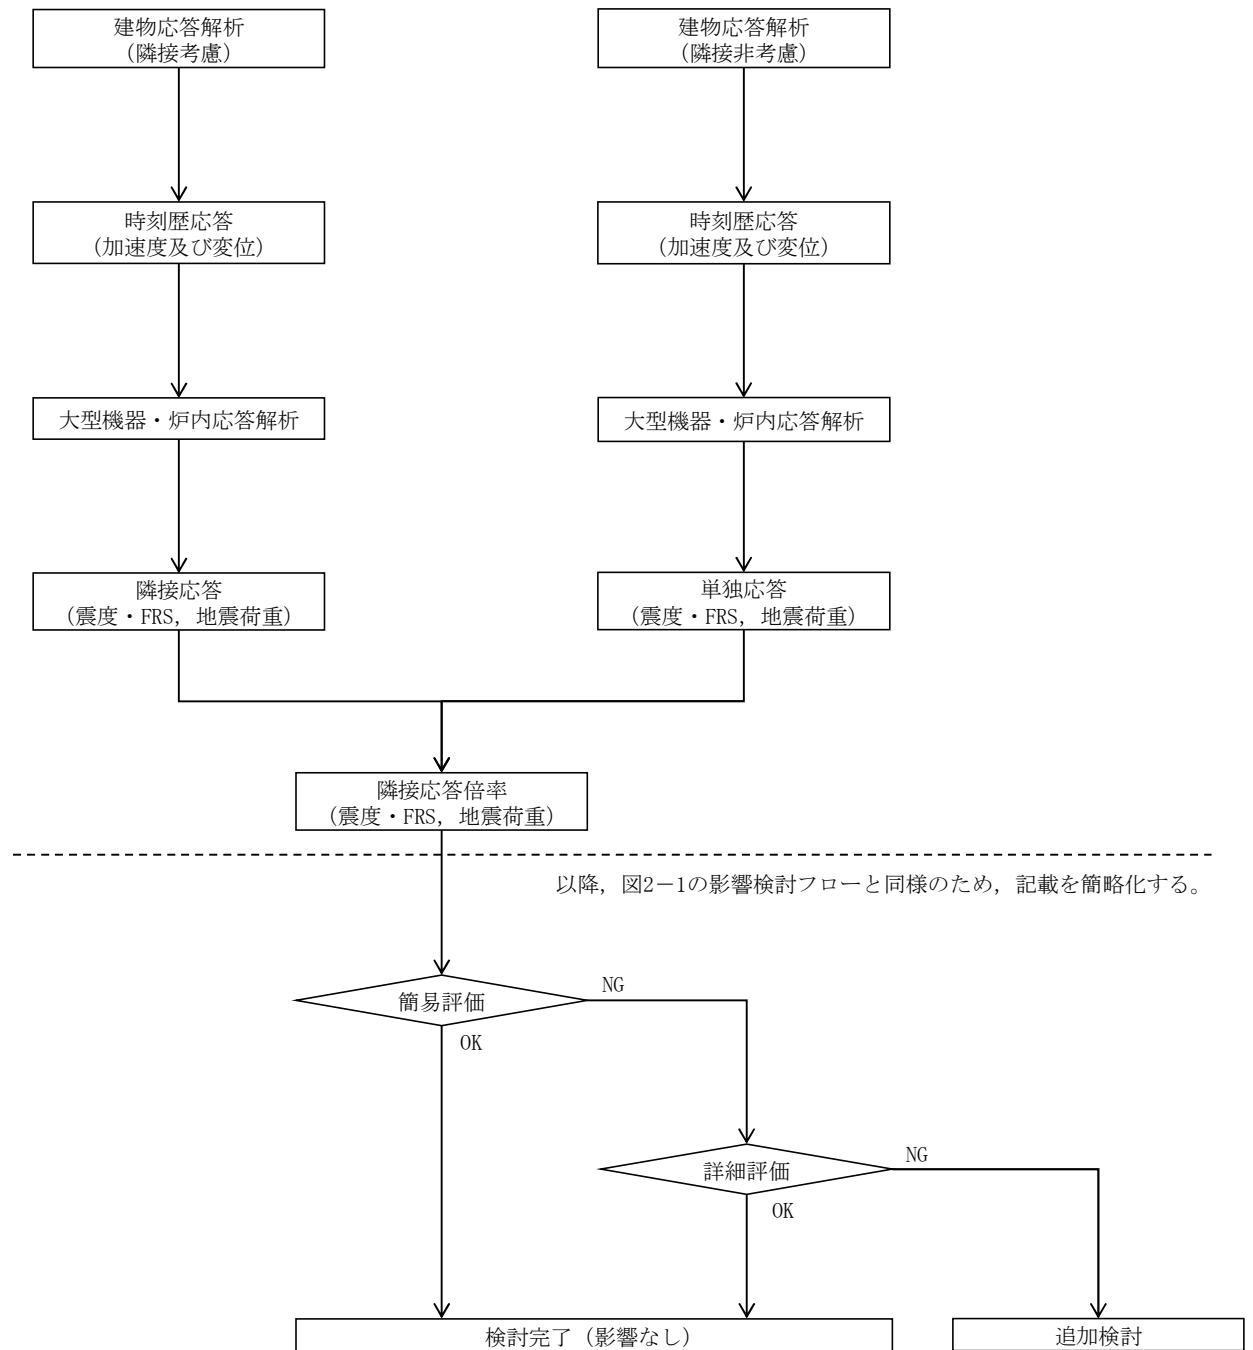 建物応答解析
（隣接考慮）
建物応答解析
（隣接非考慮）
時刻歴応答
（加速度及び変位）
時刻歴応答
（加速度及び変位）
大型機器・炉内応答解析
大型機器・炉内応答解析
隣接応答
（震度・FRS，地震荷重）
単独応答
（震度・FRS，地震荷重）
隣接応答倍率
（震度・FRS，地震荷重）
以降，図2－1の影響検討フローと同様のため，記載を簡略化する。
簡易評価
NG
OK
詳細評価
NG
OK
検討完了（影響なし）
追加検討